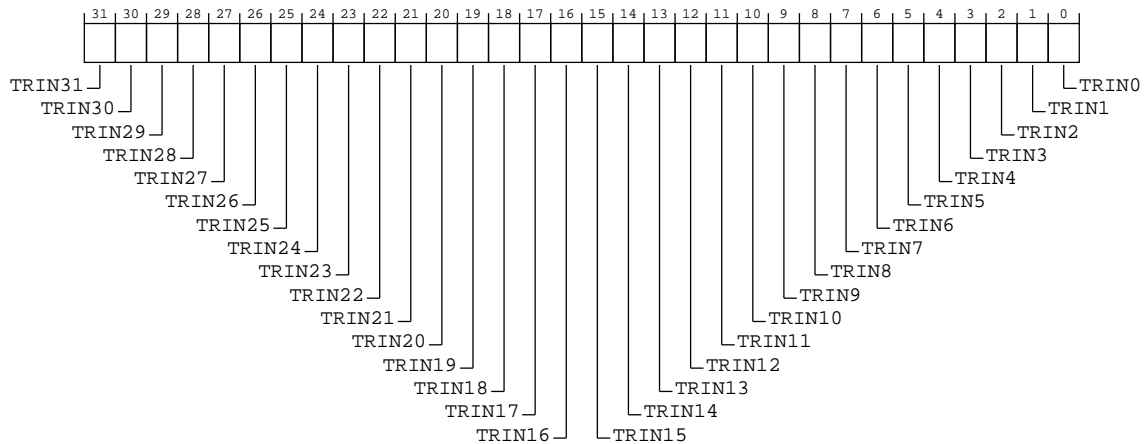 31 30 29 28 27 26 25 24 23 22 21 20 19 18 17 16 15 14 13 12 11 10 9 8 7 6 5 4 3 2 1 0
TRIN31 TRIN0
TRIN30 TRIN1
TRIN29 TRIN2
TRIN28 TRIN3
TRIN27 TRIN4
TRIN26 TRIN5
TRIN25 TRIN6
TRIN24 TRIN7
TRIN23 TRIN8
TRIN22 TRIN9
TRIN21 TRIN10
TRIN20 TRIN11
TRIN19 TRIN12
TRIN18 TRIN13
TRIN17 TRIN14
TRIN16 TRIN15